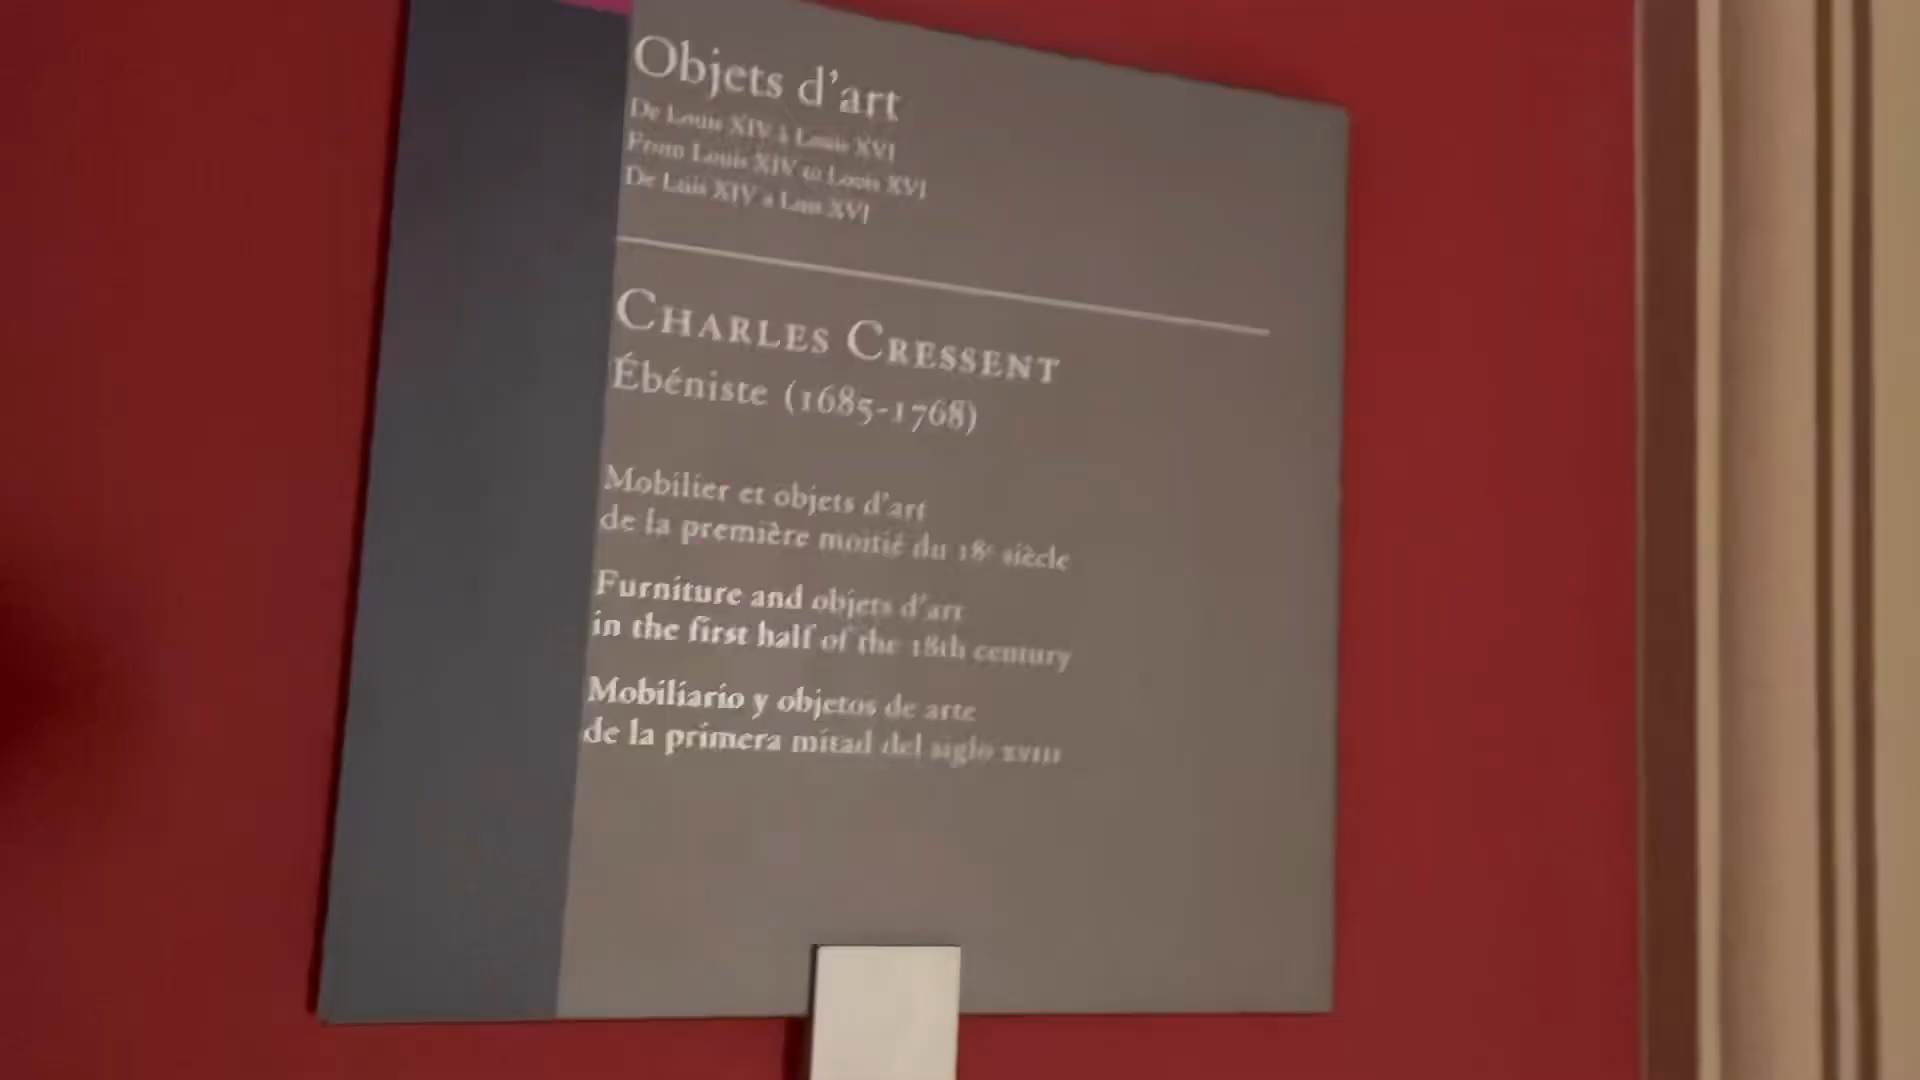 Objets d'art
De Louis XIV à Louis XVI
From Louis XIV to Louis XVI
De Luis XIV a Luis XVI
CHARLES CRESSENT
Ébéniste (1685-1768)
Mobilier et objets d'art
de la première moitié du 18e siècle
Furniture and objets d'art
in the first half of the 18th century
Mobiliario y objetos de arte
de la primera mitad del siglo XVIII